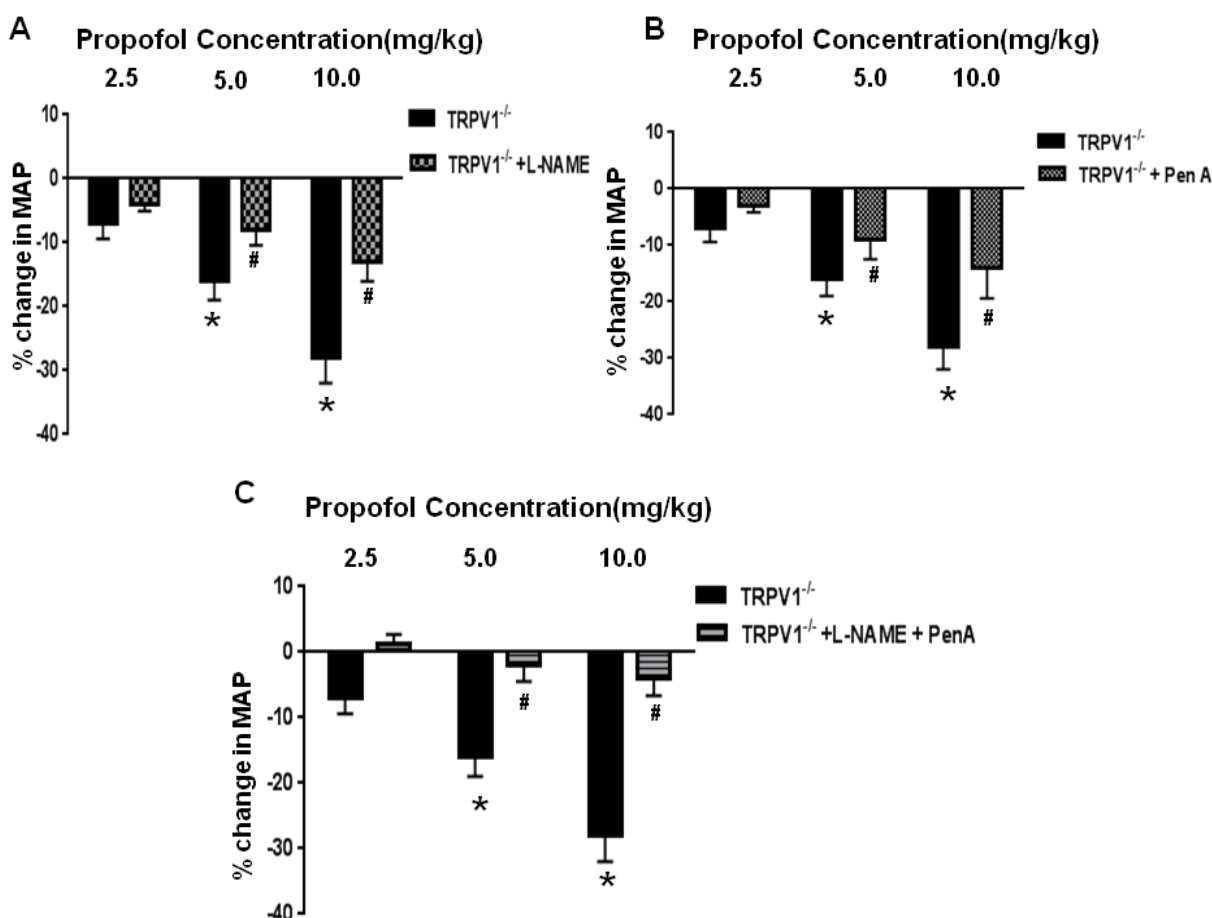 A
Propofol Concentration(mg/kg)
2.5 5.0 10.0
10
0
-10
-20
-30
-40
% change in MAP
TRPV1-/-
TRPV1-/- +L-NAME
#
#
*
*
B
Propofol Concentration(mg/kg)
2.5 5.0 10.0
10
0
-10
-20
-30
-40
% change in MAP
TRPV1-/-
TRPV1-/- + Pen A
#
#
*
*
C
Propofol Concentration(mg/kg)
2.5 5.0 10.0
10
0
-10
-20
-30
-40
% change in MAP
TRPV1-/-
TRPV1-/- +L-NAME + PenA
#
#
*
*